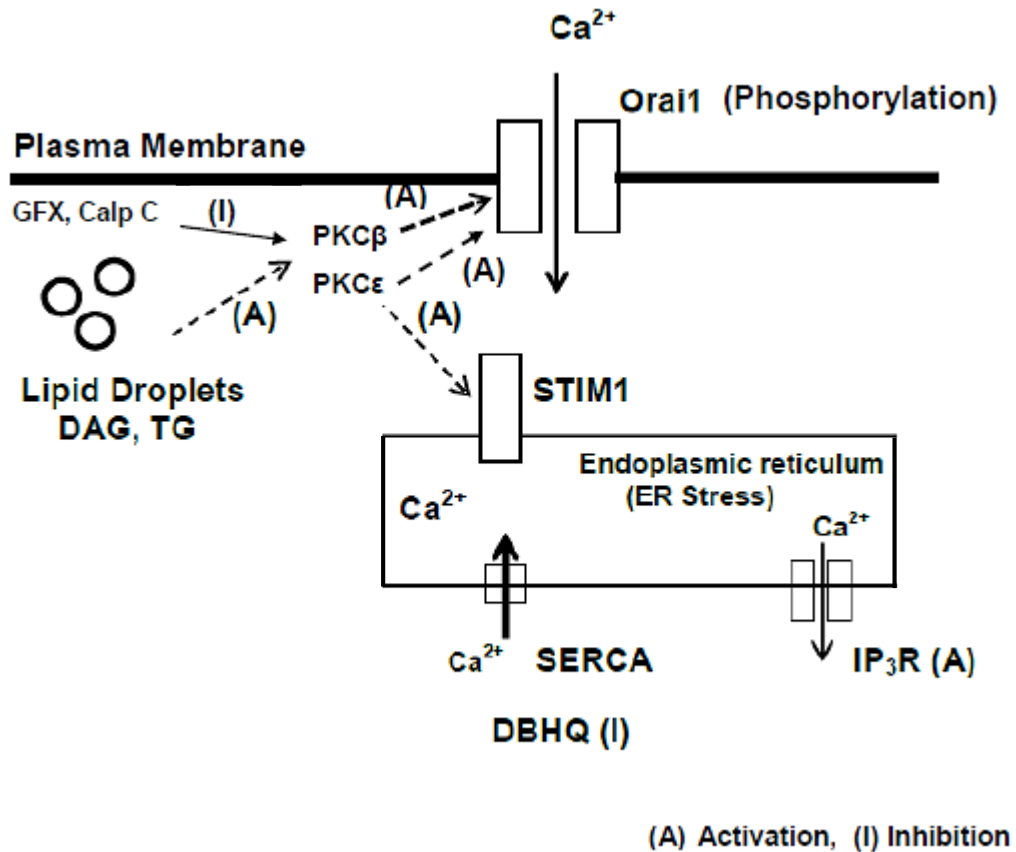 Ca²⁺
Orai1 (Phosphorylation)
Plasma Membrane
(A)
GFX, Calp C
(I)
PKCβ
(A)
PKCε
(A)
(A)
Lipid Droplets
DAG, TG
STIM1
Endoplasmic reticulum
(ER Stress)
Ca²⁺
Ca²⁺
Ca²⁺ SERCA
IP₃R (A)
DBHQ (I)
(A) Activation, (I) Inhibition